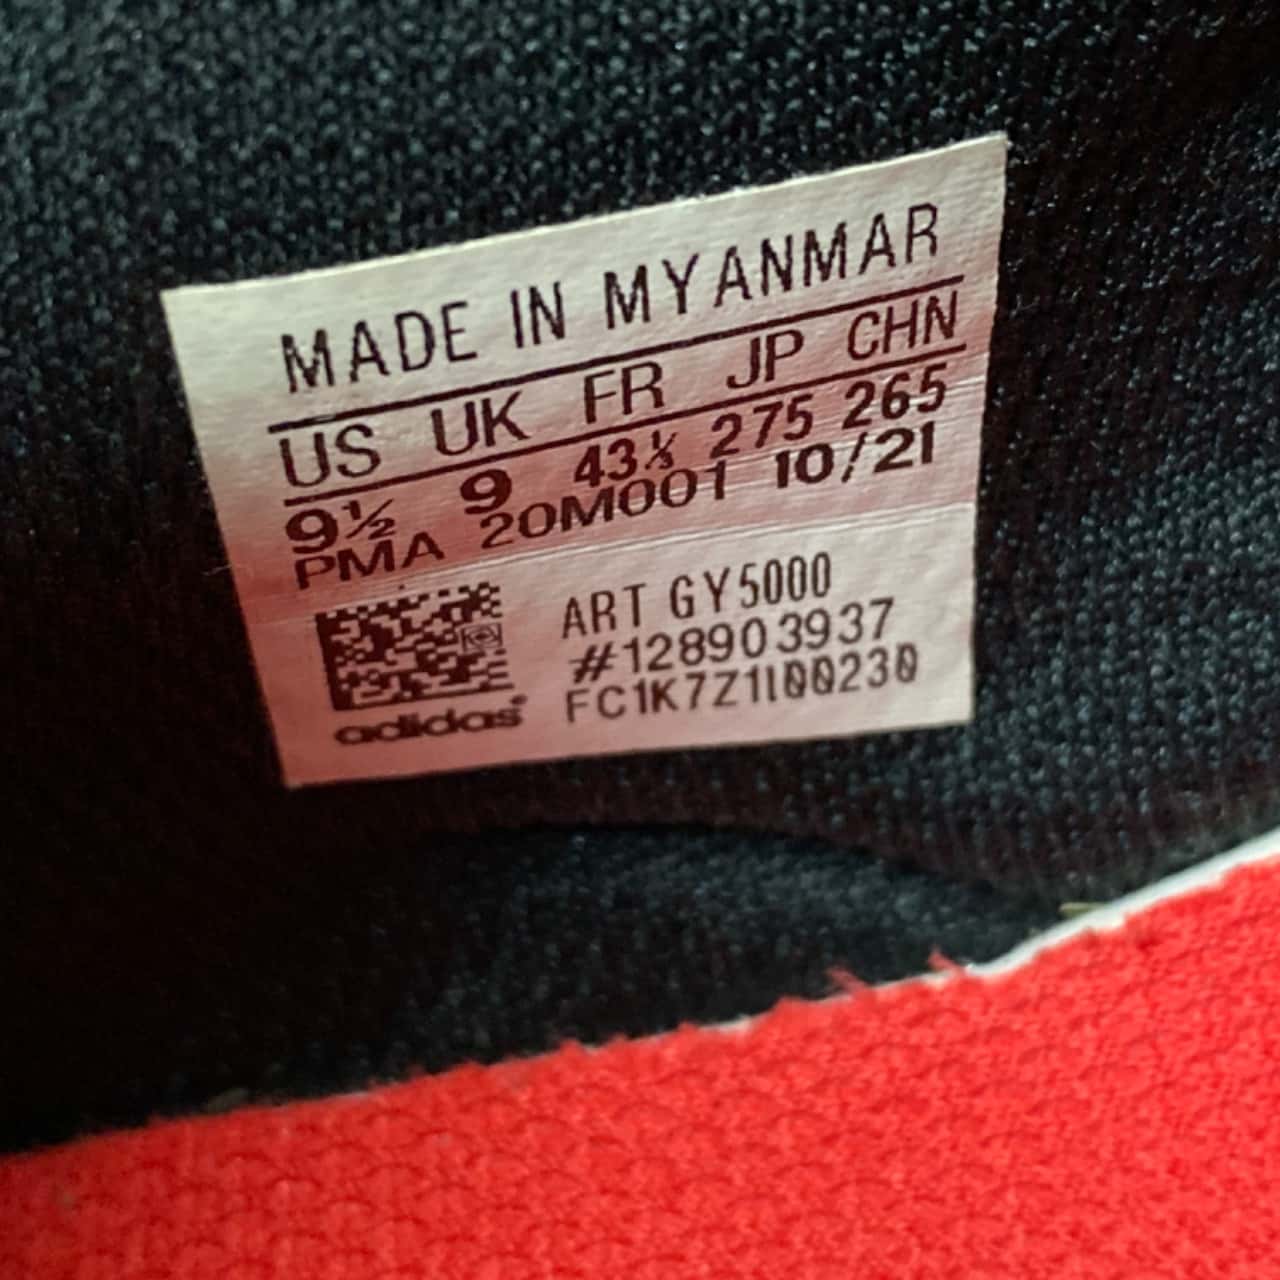 MADE IN MYANMAR
US UK FR JP CHN
9½ 9 43⅓ 275 265
PMA 20M001 10/21
ART GY5000
#128903937
FC1K7Z1I00230
adidas®